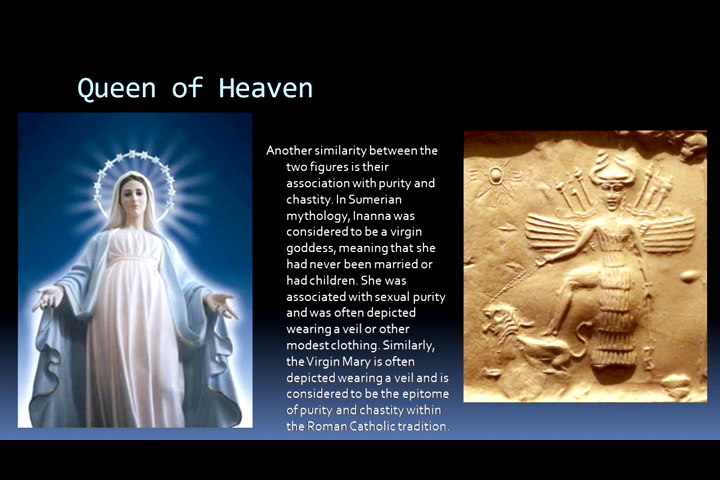 Queen of Heaven
Another similarity between the
two figures is their
association with purity and
chastity. In Sumerian
mythology, Inanna was
considered to be a virgin
goddess, meaning that she
had never been married or
had children. She was
associated with sexual purity
and was often depicted
wearing a veil or other
modest clothing. Similarly,
the Virgin Mary is often
depicted wearing a veil and is
considered to be the epitome
of purity and chastity within
the Roman Catholic tradition.